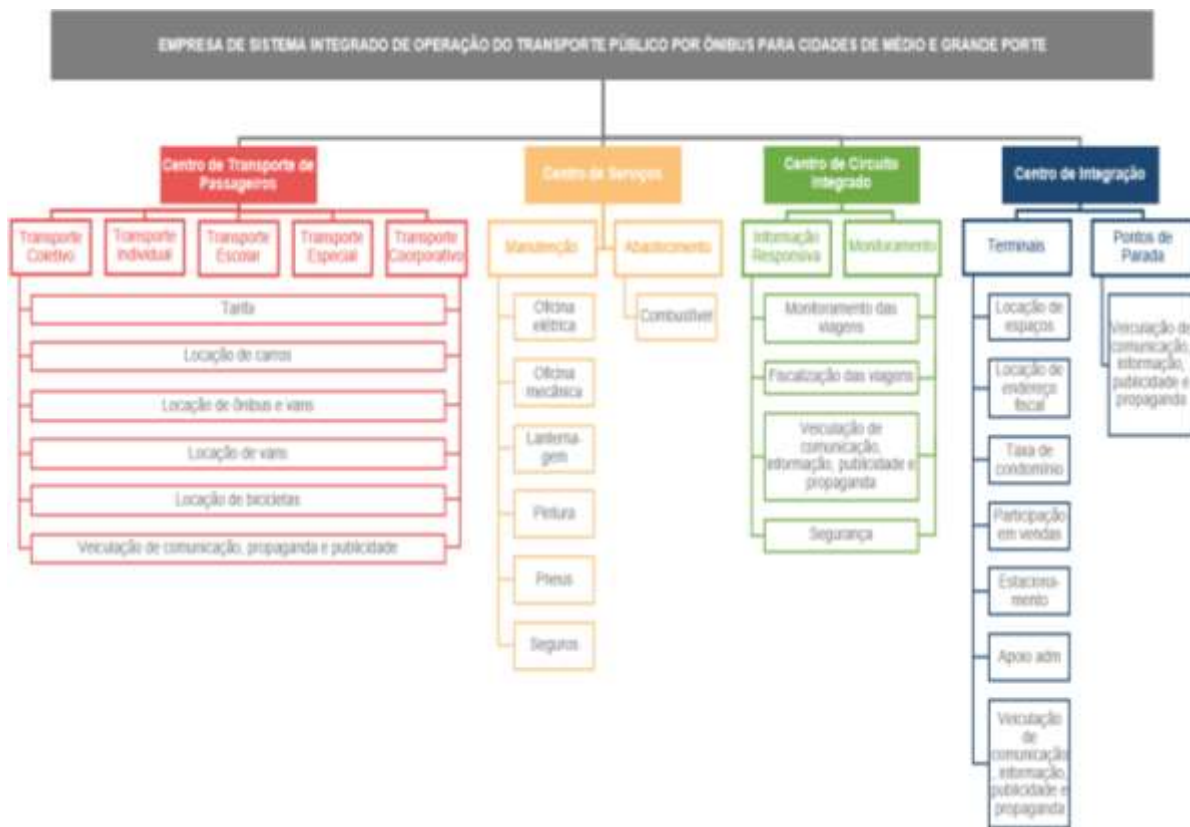 EMPRESA DE SISTEMA INTEGRADO DE OPERAÇÃO DO TRANSPORTE PÚBLICO POR ÔNIBUS PARA CIDADES DE MÉDIO E GRANDE PORTE
Centro de Transporte de
Passageiros
Transporte
Coletivo
Transporte
Individual
Transporte
Escolar
Transporte
Especial
Transporte
Coorporativo
Tarifa
Locação de carros
Locação de ônibus e vans
Locação de vans
Locação de bicicletas
Veiculação de comunicação, propaganda e publicidade
Centro de Serviços
Manutenção
Abastecimento
Oficina
elétrica
Oficina
mecânica
Lanterna-
gem
Pintura
Pneus
Seguros
Combustível
Centro de Circuito
Integrado
Informação
Responsiva
Monitoramento
Monitoramento das
viagens
Fiscalização das viagens
Veiculação de
comunicação,
informação, publicidade e
propaganda
Segurança
Centro de Integração
Terminais
Pontos de
Parada
Locação de
espaços
Locação de
endereço
fiscal
Taxa de
condomínio
Participação
em vendas
Estaciona-
mento
Apoio adm
Veiculação
de
comunicação
, informação,
publicidade e
propaganda
Veiculação de
comunicação,
informação,
publicidade e
propaganda